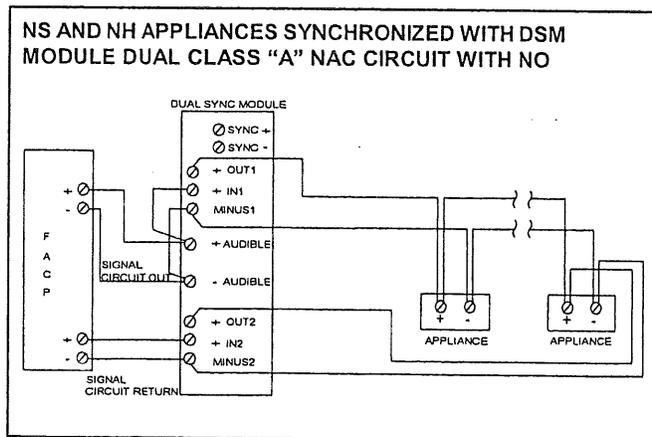 NS AND NH APPLIANCES SYNCHRONIZED WITH DSM
MODULE DUAL CLASS “A” NAC CIRCUIT WITH NO
DUAL SYNC MODULE
SYNC +
SYNC -
+ OUT1
+ IN1
MINUS1
+ AUDIBLE
- AUDIBLE
+ OUT2
+ IN2
MINUS2
+
-
F
A
C
P
+
-
SIGNAL
CIRCUIT OUT
SIGNAL
CIRCUIT RETURN
+ -
APPLIANCE
+ -
APPLIANCE